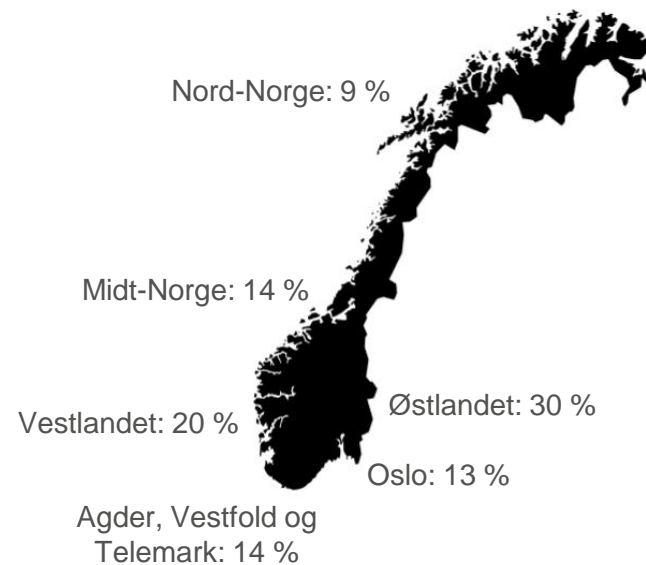 Nord-Norge: 9 %
Midt-Norge: 14 %
Østlandet: 30 %
Vestlandet: 20 %
Oslo: 13 %
Agder, Vestfold og
Telemark: 14 %